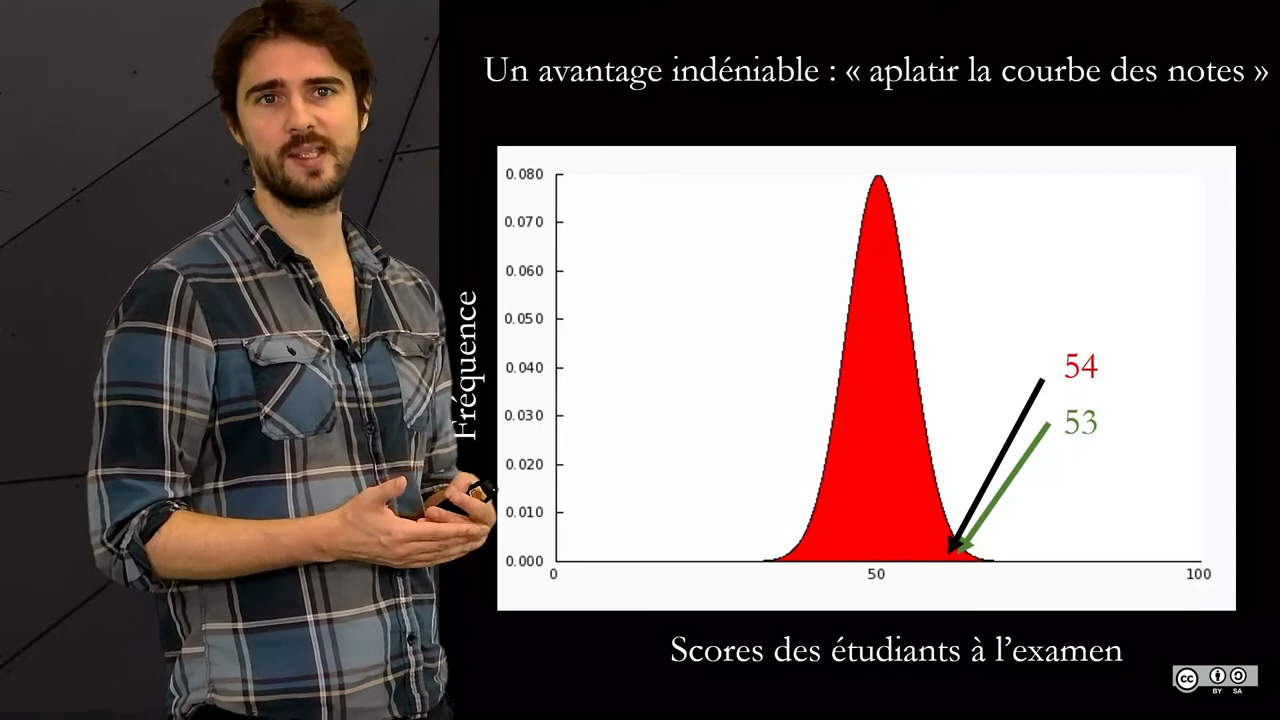 Un avantage indéniable : « aplatir la courbe des notes »
0.080
0.070
0.060
0.050
0.040
0.030
0.020
0.010
0.000
0
50
100
Fréquence
54
53
Scores des étudiants à l’examen
cc
BY SA